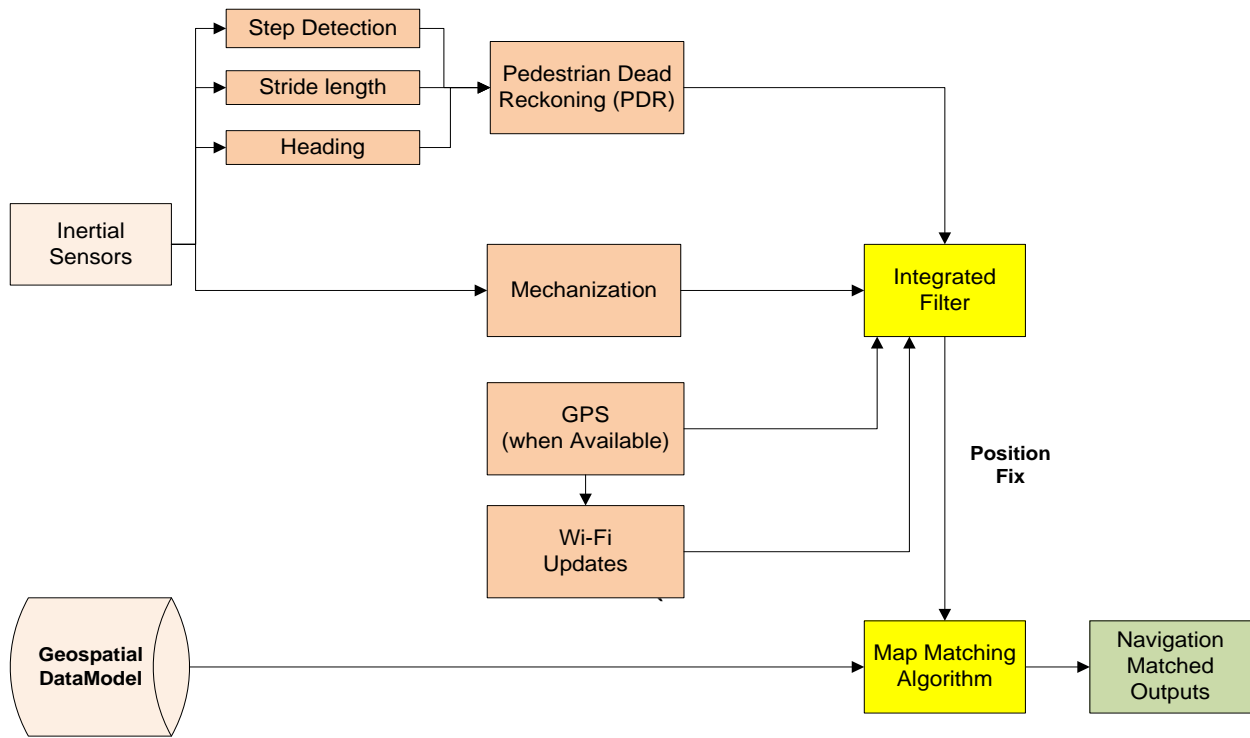 Step Detection
Stride length
Heading
Pedestrian Dead
Reckoning (PDR)
Inertial
Sensors
Mechanization
Integrated
Filter
GPS
(when Available)
Position
Fix
Wi-Fi
Updates
Geospatial
DataModel
Map Matching
Algorithm
Navigation
Matched
Outputs